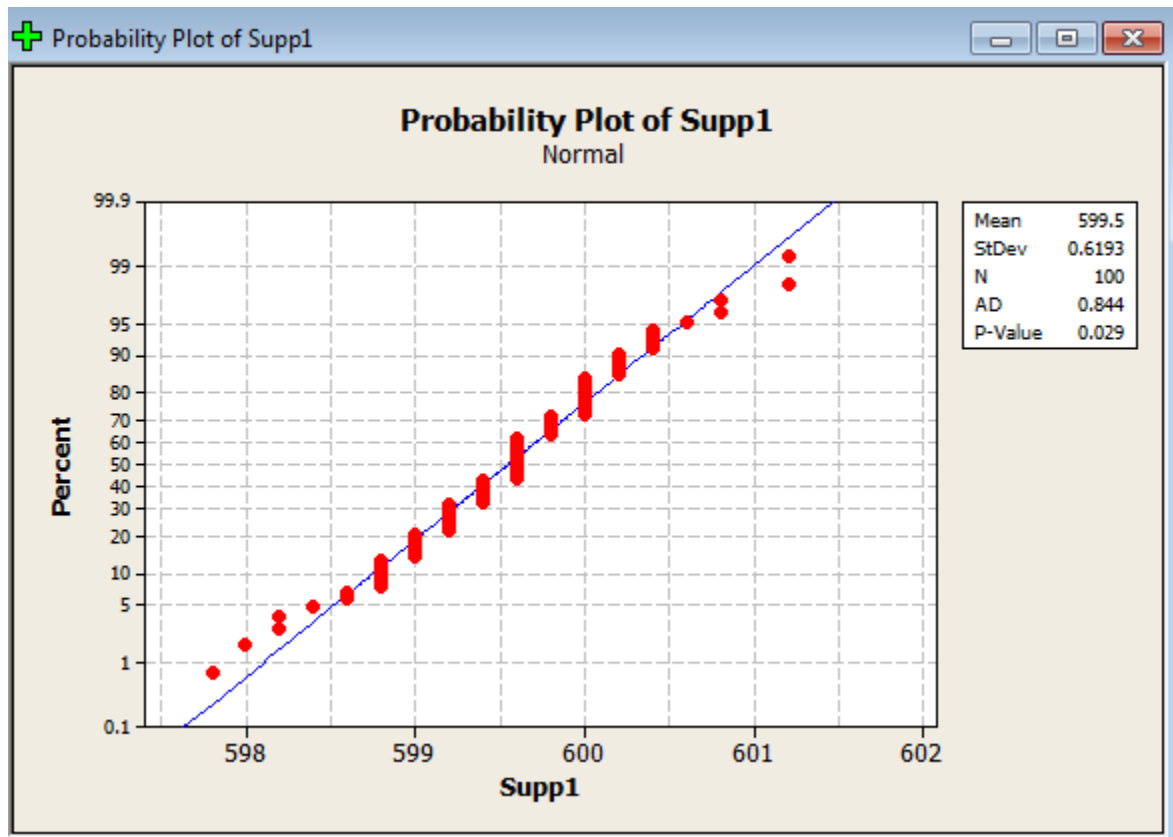 Probability Plot of Supp1
Probability Plot of Supp1
Normal
99.9
99
95
90
80
70
60
50
40
30
20
10
5
1
0.1
Percent
598 599 600 601 602
Supp1
Mean 599.5
StDev 0.6193
N 100
AD 0.844
P-Value 0.029